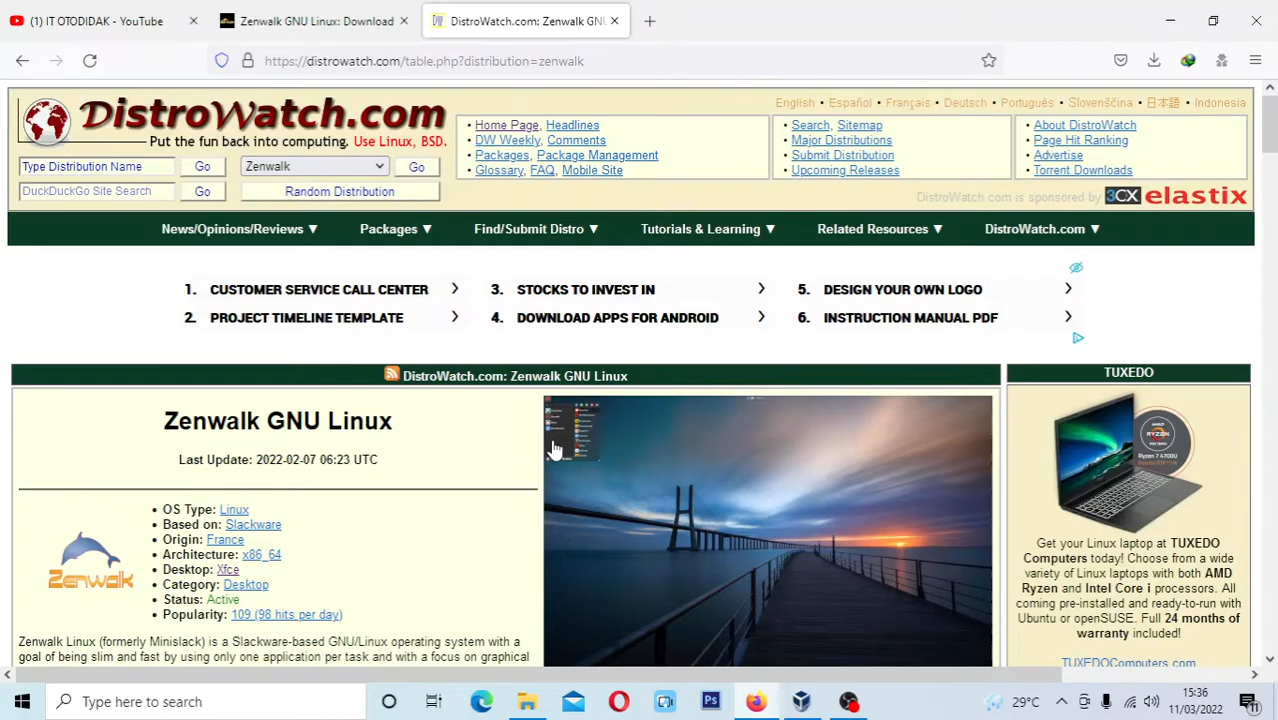 (1) IT OTODIDAK - YouTube
Zenwalk GNU Linux: Download
DistroWatch.com: Zenwalk GNU
https://distrowatch.com/table.php?distribution=zenwalk
DistroWatch.com
Put the fun back into computing. Use Linux, BSD.
English • Español • Français • Deutsch • Português • Slovenščina • 日本語 • Indonesia
Type Distribution Name Go Zenwalk Go
DuckDuckGo Site Search Go Random Distribution
Home Page, Headlines
DW Weekly, Comments
Packages, Package Management
Glossary, FAQ, Mobile Site
Search, Sitemap
Major Distributions
Submit Distribution
Upcoming Releases
About DistroWatch
Page Hit Ranking
Advertise
Torrent Downloads
DistroWatch.com is sponsored by 3CX elastix
News/Opinions/Reviews ▼ Packages ▼ Find/Submit Distro ▼ Tutorials & Learning ▼ Related Resources ▼ DistroWatch.com ▼
1. CUSTOMER SERVICE CALL CENTER
2. PROJECT TIMELINE TEMPLATE
3. STOCKS TO INVEST IN
4. DOWNLOAD APPS FOR ANDROID
5. DESIGN YOUR OWN LOGO
6. INSTRUCTION MANUAL PDF
DistroWatch.com: Zenwalk GNU Linux
Zenwalk GNU Linux
Last Update: 2022-02-07 06:23 UTC
zenwalk
• OS Type: Linux
• Based on: Slackware
• Origin: France
• Architecture: x86_64
• Desktop: Xfce
• Category: Desktop
• Status: Active
• Popularity: 109 (98 hits per day)
Zenwalk Linux (formerly Minislack) is a Slackware-based GNU/Linux operating system with a
goal of being slim and fast by using only one application per task and with a focus on graphical
TUXEDO
RYZEN
Ryzen 7 4700U
Get your Linux laptop at TUXEDO
Computers today! Choose from a wide
variety of Linux laptops with both AMD
Ryzen and Intel Core i processors. All
coming pre-installed and ready-to-run with
Ubuntu or openSUSE. Full 24 months of
warranty included!
TUXEDOComputers.com
Type here to search
Ps
29°C
15:36
11/03/2022
11